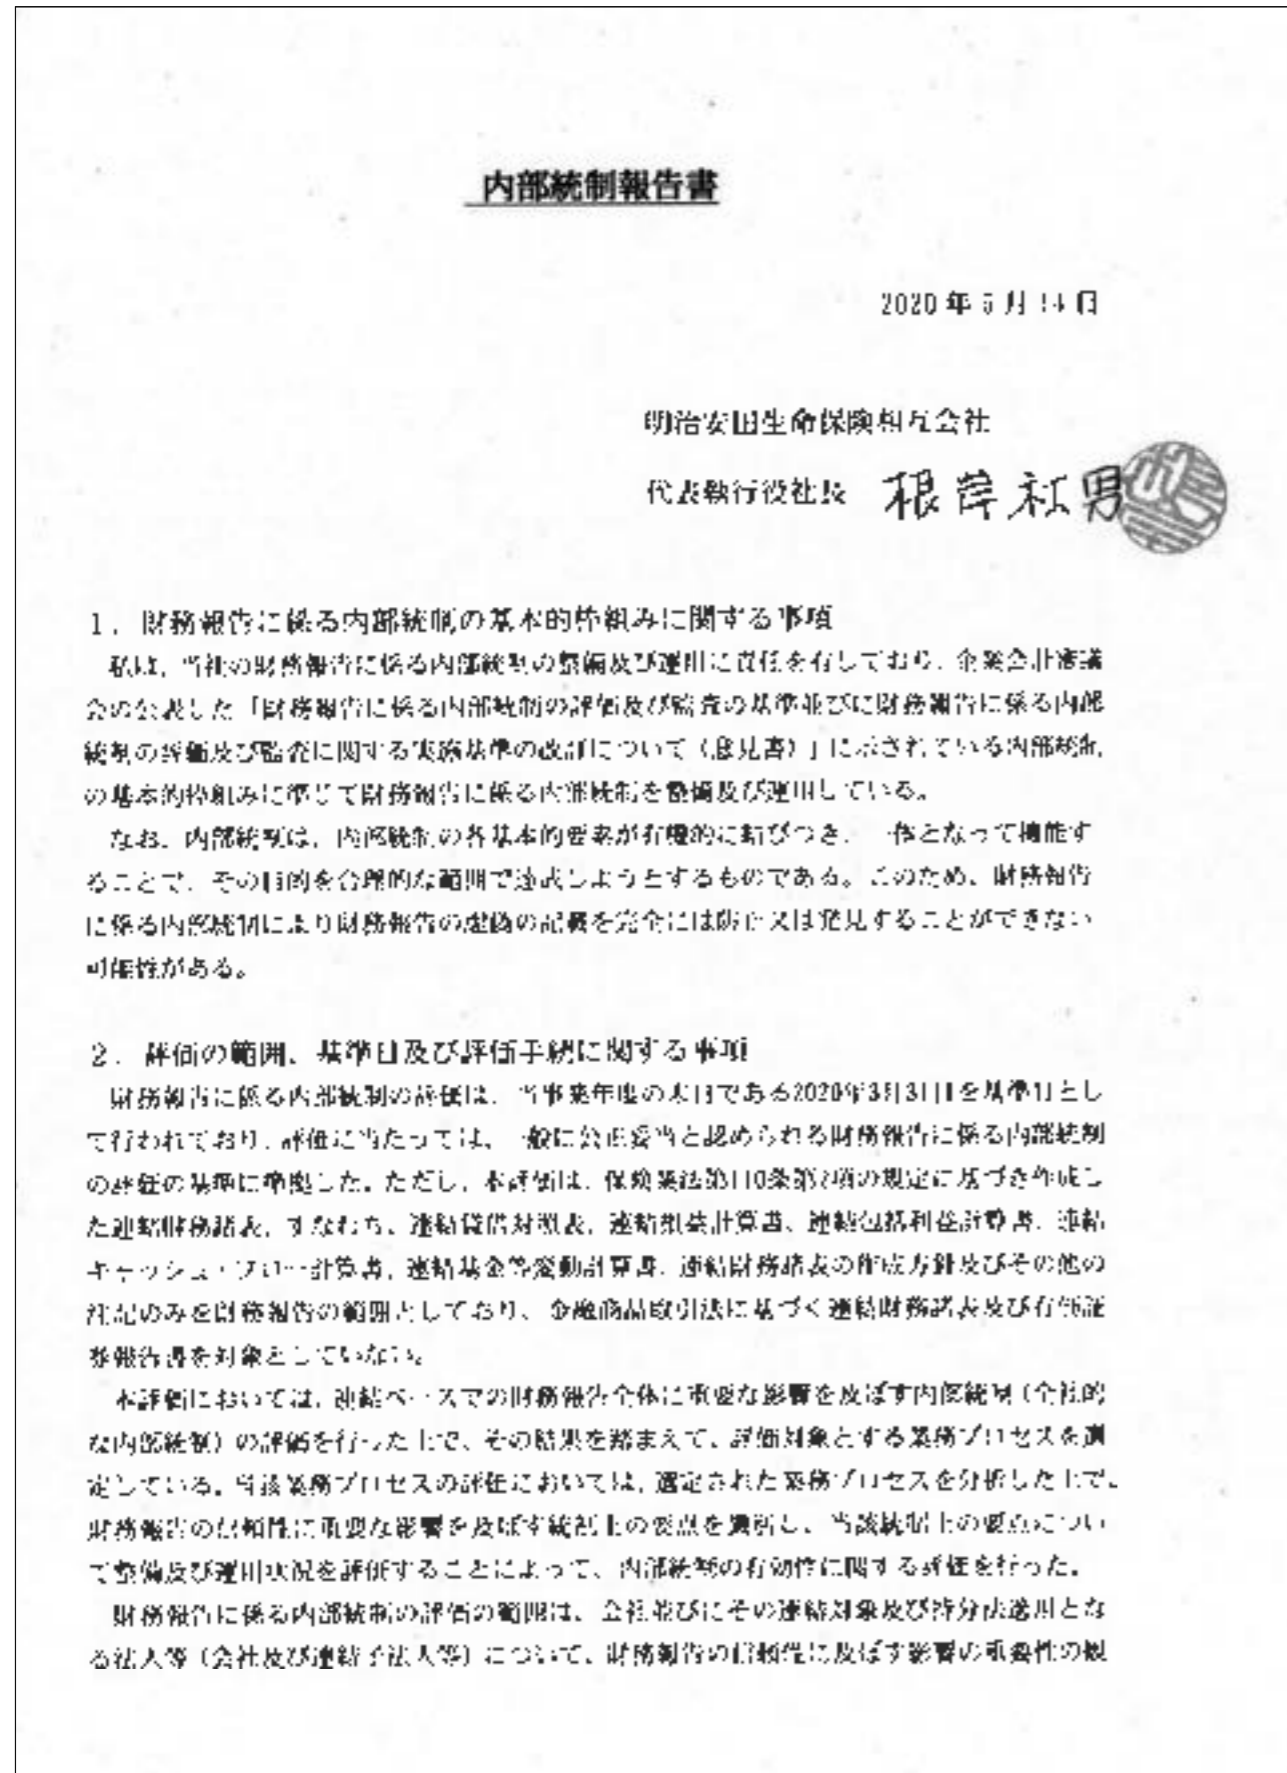 内部統制報告書
2020年5月14日
明治安田生命保険相互会社
代表執行役社長 根岸秋男
1. 財務報告に係る内部統制の基本的枠組みに関する事項
私は、当社の財務報告に係る内部統制の整備及び運用に責任を有しており、企業会計審議
会の公表した「財務報告に係る内部統制の評価及び監査の基準並びに財務報告に係る内部
統制の評価及び監査に関する実施基準の改訂について（意見書）」に示されている内部統制
の基本的枠組みに準じて財務報告に係る内部統制を整備及び運用している。
なお、内部統制は、内部統制の各基本的要素が有機的に結びつき、一体となって機能す
ることで、その目的を合理的な範囲で達成しようとするものである。このため、財務報告
に係る内部統制により財務報告の虚偽の記載を完全には防止又は発見することができない
可能性がある。
2. 評価の範囲、基準日及び評価手続に関する事項
財務報告に係る内部統制の評価は、当事業年度の末日である2020年3月31日を基準日とし
て行われており、評価に当たっては、一般に公正妥当と認められる財務報告に係る内部統制
の評価の基準に準拠した。ただし、本評価は、保険業法第110条第2項の規定に基づき作成し
た連結財務諸表、すなわち、連結貸借対照表、連結損益計算書、連結包括利益計算書、連結
キャッシュ・フロー計算書、連結基金等変動計算書、連結財務諸表の作成方針及びその他の
注記のみを財務報告の範囲としており、金融商品取引法に基づく連結財務諸表及び有価証
券報告書を対象としていない。
本評価においては、連結ベースでの財務報告全体に重要な影響を及ぼす内部統制（全社的
な内部統制）の評価を行った上で、その結果を踏まえて、評価対象とする業務プロセスを選
定している。当該業務プロセスの評価においては、選定された業務プロセスを分析した上で、
財務報告の信頼性に重要な影響を及ぼす統制上の要点を識別し、当該統制上の要点につい
て整備及び運用状況を評価することによって、内部統制の有効性に関する評価を行った。
財務報告に係る内部統制の評価の範囲は、会社並びにその連結対象及び持分法適用とな
る法人等（会社及び連結子法人等）について、財務報告の信頼性に及ぼす影響の重要性の観